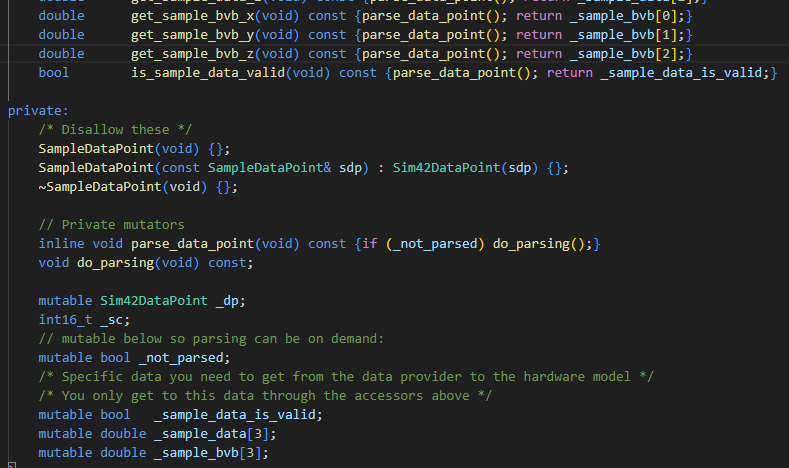 double get_sample_bvb_x(void) const {parse_data_point(); return _sample_bvb[0];}
double get_sample_bvb_y(void) const {parse_data_point(); return _sample_bvb[1];}
double get_sample_bvb_z(void) const {parse_data_point(); return _sample_bvb[2];}
bool is_sample_data_valid(void) const {parse_data_point(); return _sample_data_is_valid;}
private:
/* Disallow these */
SampleDataPoint(void) {};
SampleDataPoint(const SampleDataPoint& sdp) : Sim42DataPoint(sdp) {};
~SampleDataPoint(void) {};
// Private mutators
inline void parse_data_point(void) const {if (_not_parsed) do_parsing();}
void do_parsing(void) const;
mutable Sim42DataPoint _dp;
int16_t _sc;
// mutable below so parsing can be on demand:
mutable bool _not_parsed;
/* Specific data you need to get from the data provider to the hardware model */
/* You only get to this data through the accessors above */
mutable bool _sample_data_is_valid;
mutable double _sample_data[3];
mutable double _sample_bvb[3];